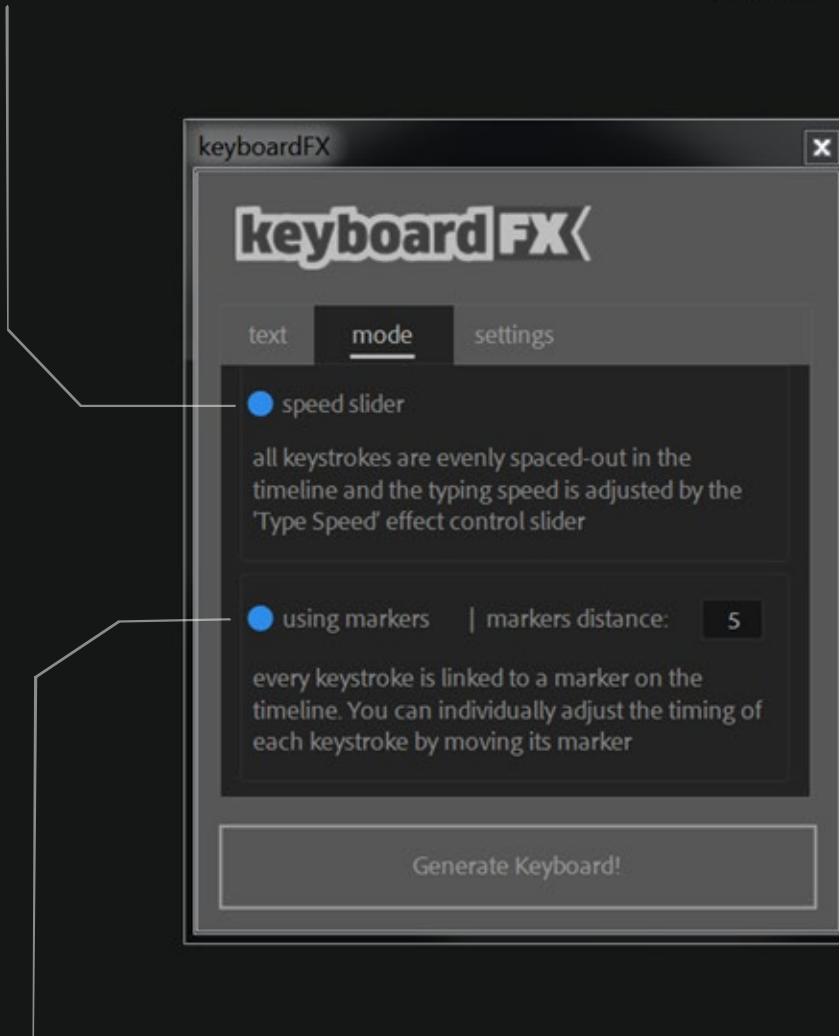 keyboardFX
keyboardFX
text mode settings
speed slider
all keystrokes are evenly spaced-out in the
timeline and the typing speed is adjusted by the
'Type Speed' effect control slider
using markers | markers distance: 5
every keystroke is linked to a marker on the
timeline. You can individually adjust the timing of
each keystroke by moving its marker
Generate Keyboard!